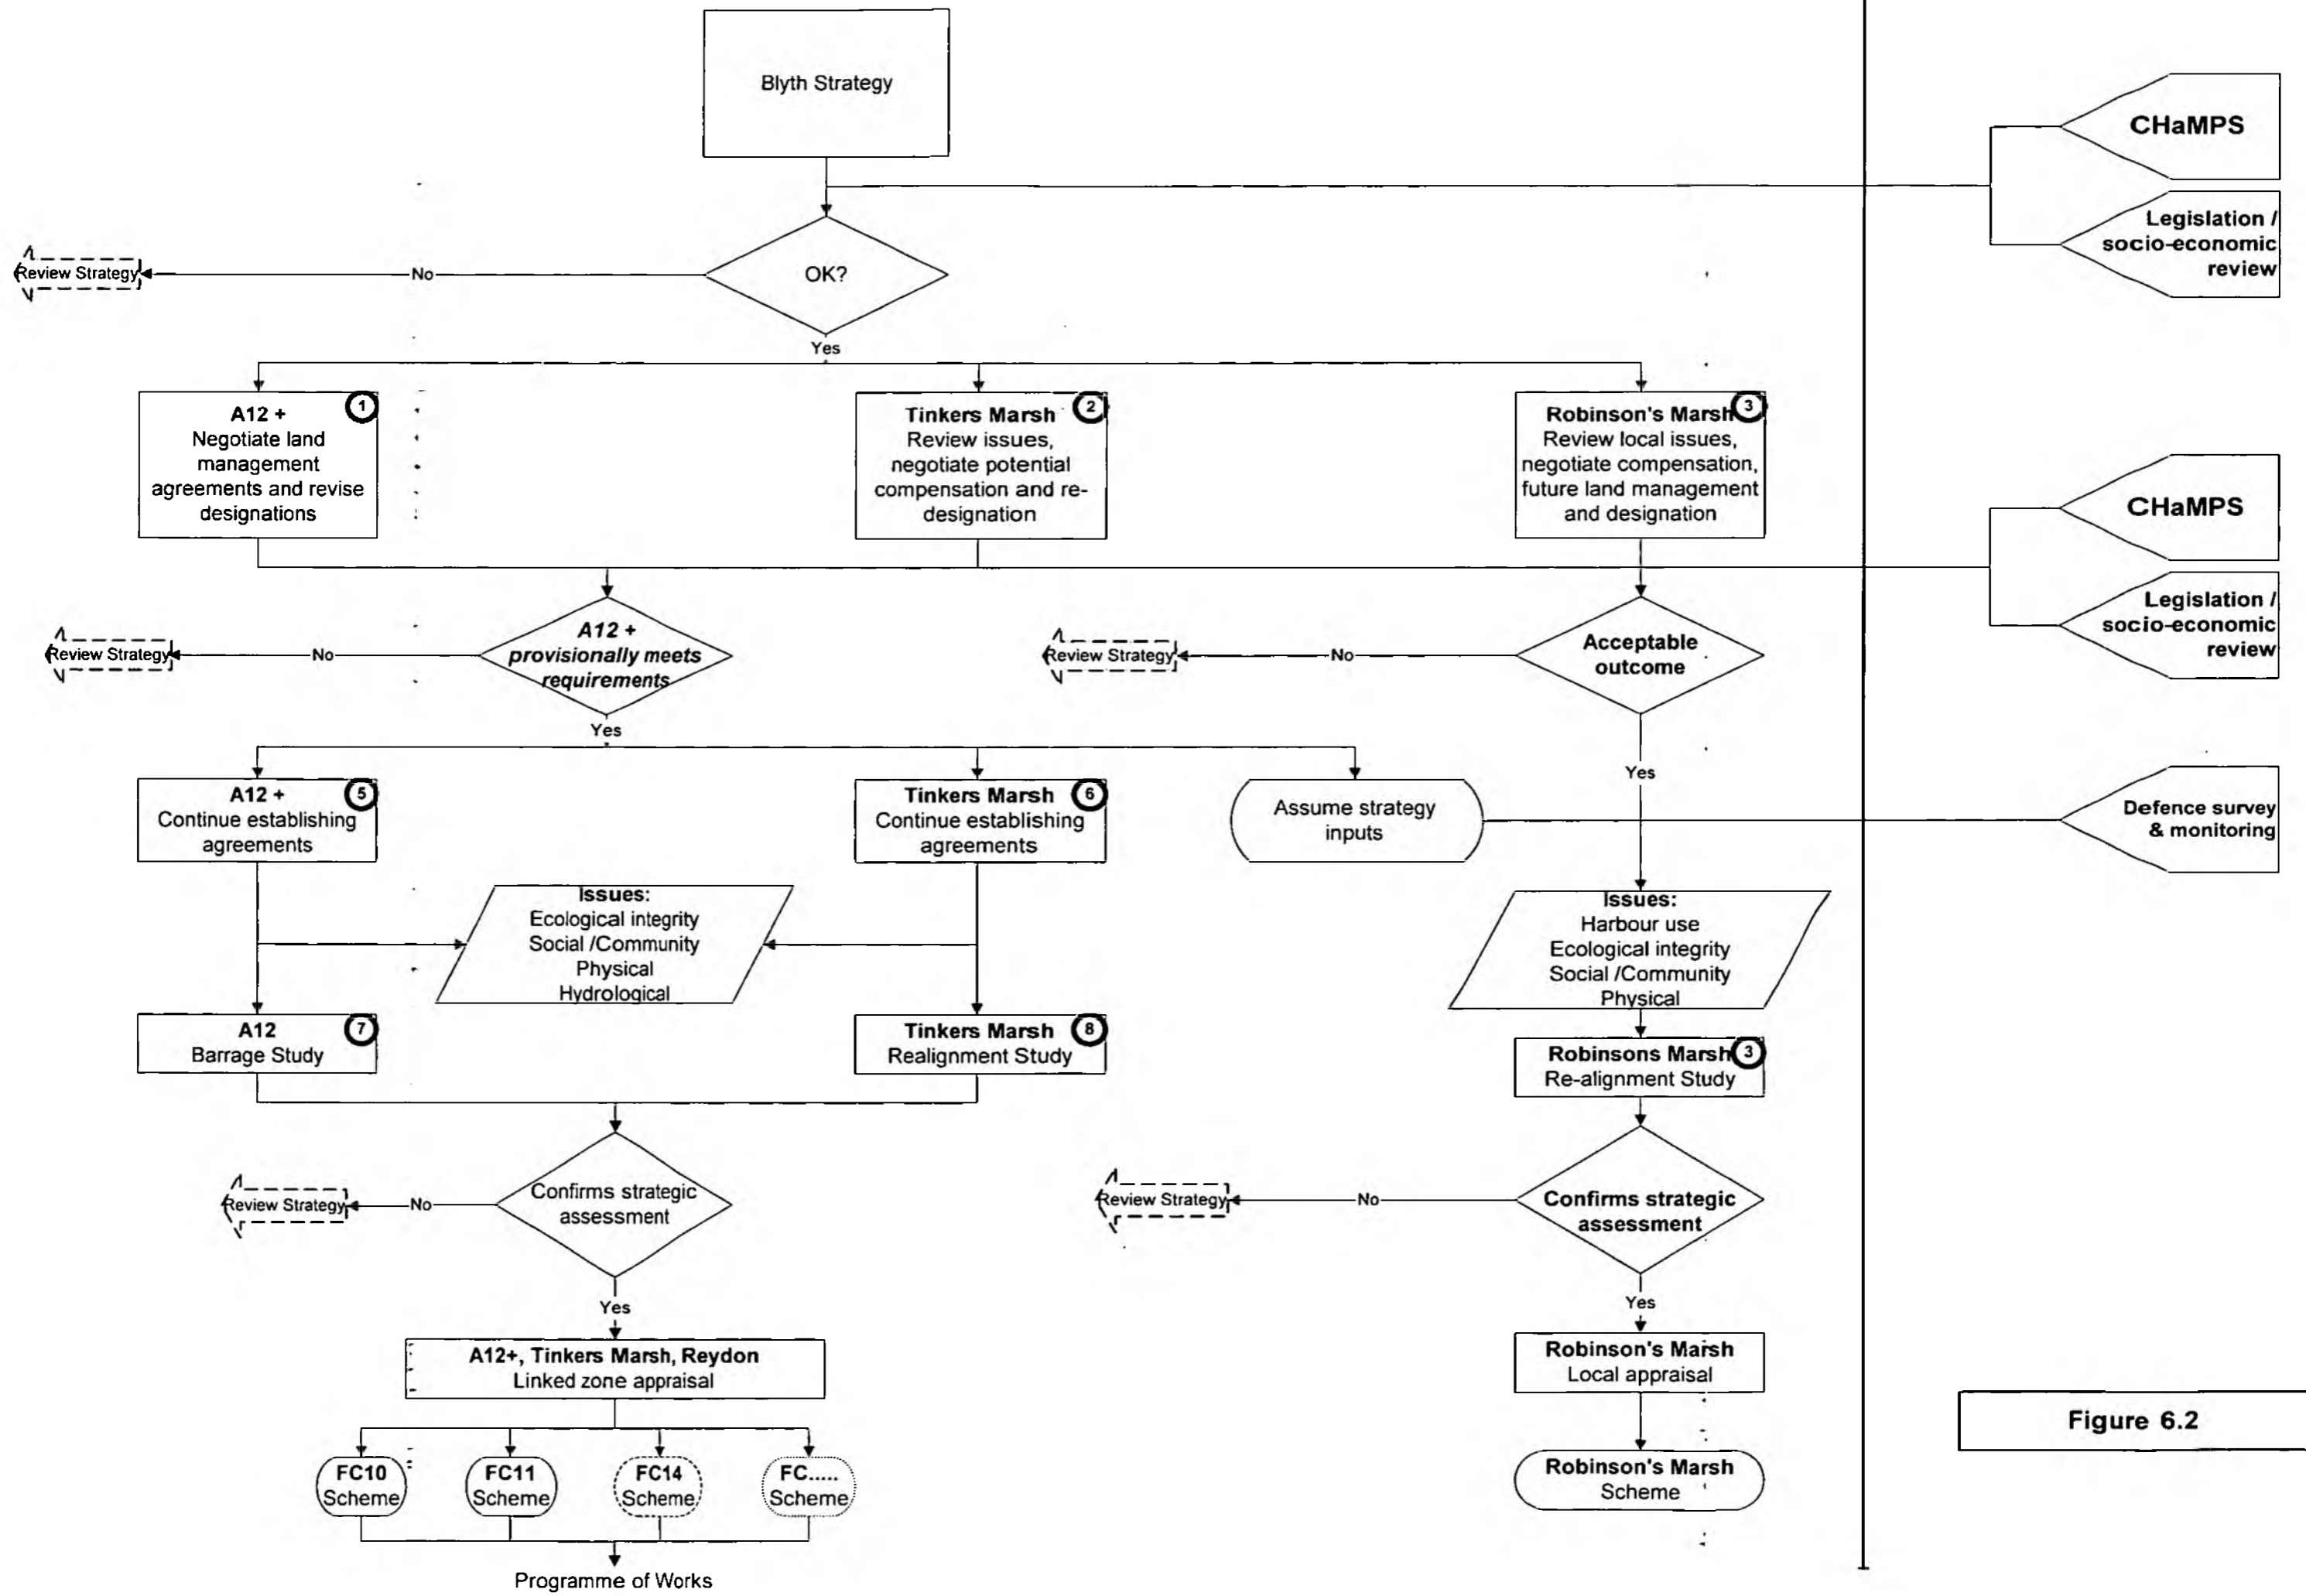 Blyth Strategy
CHaMPS
Legislation /
socio-economic
review
OK?
No
Review Strategy
Yes
A12 +
1
Negotiate land
management
agreements and revise
designations
Tinkers Marsh
2
Review issues,
negotiate potential
compensation and re-
designation
Robinson's Marsh
3
Review local issues,
negotiate compensation,
future land management
and designation
CHaMPS
Legislation /
socio-economic
review
A12 +
provisionally meets
requirements
No
Review Strategy
Acceptable
outcome
No
Review Strategy
Yes
Yes
A12 +
5
Continue establishing
agreements
Tinkers Marsh
6
Continue establishing
agreements
Assume strategy
inputs
Defence survey
& monitoring
Issues:
Ecological integrity
Social /Community
Physical
Hydrological
Issues:
Harbour use
Ecological integrity
Social /Community
Physical
A12
7
Barrage Study
Tinkers Marsh
8
Realignment Study
Robinsons Marsh
3
Re-alignment Study
Confirms strategic
assessment
No
Review Strategy
Confirms strategic
assessment
No
Review Strategy
Yes
Yes
A12+, Tinkers Marsh, Reydon
Linked zone appraisal
Robinson's Marsh
Local appraisal
FC10
Scheme
FC11
Scheme
FC14
Scheme
FC.....
Scheme
Robinson's Marsh
Scheme
Programme of Works
Figure 6.2